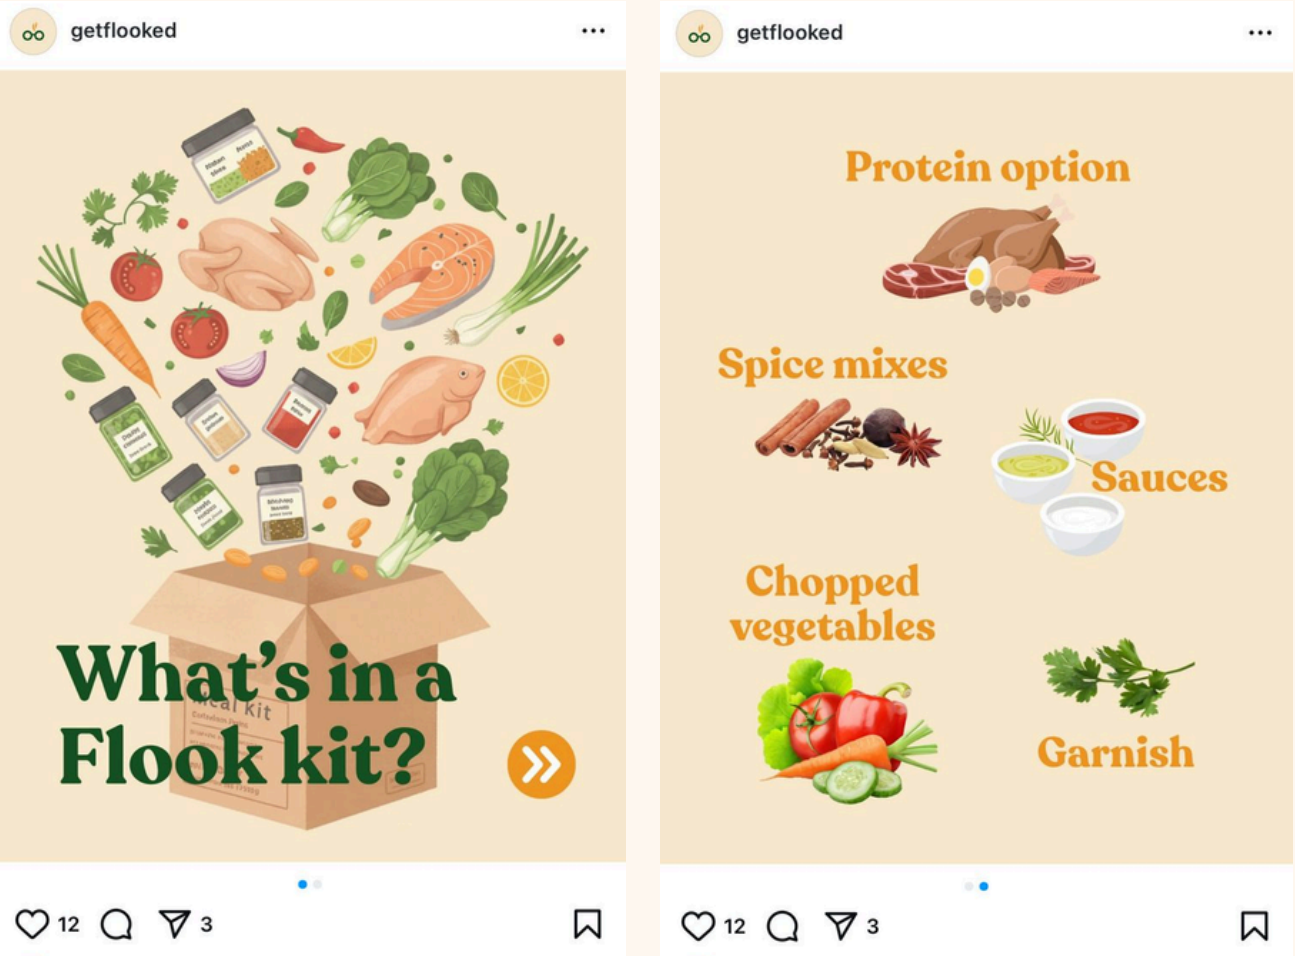 getflooked
What's in a
Flook kit?
12
3
getflooked
Protein option
Spice mixes
Sauces
Chopped
vegetables
Garnish
12
3